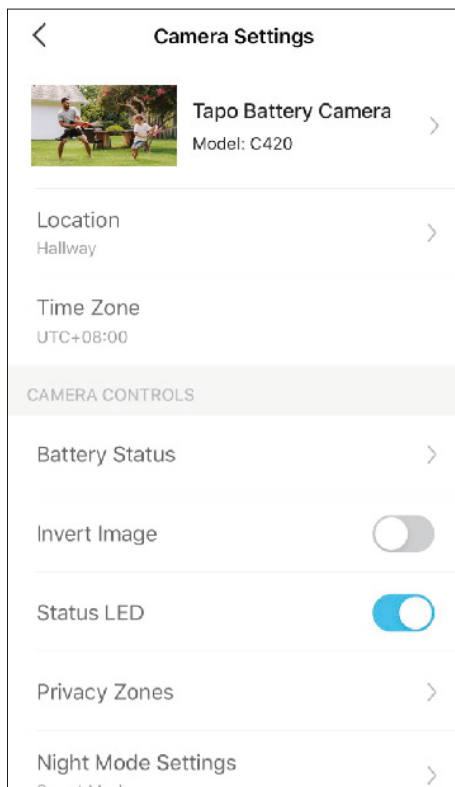 Camera Settings
Tapo Battery Camera
Model: C420
Location
Hallway
Time Zone
UTC+08:00
CAMERA CONTROLS
Battery Status
Invert Image
Status LED
Privacy Zones
Night Mode Settings